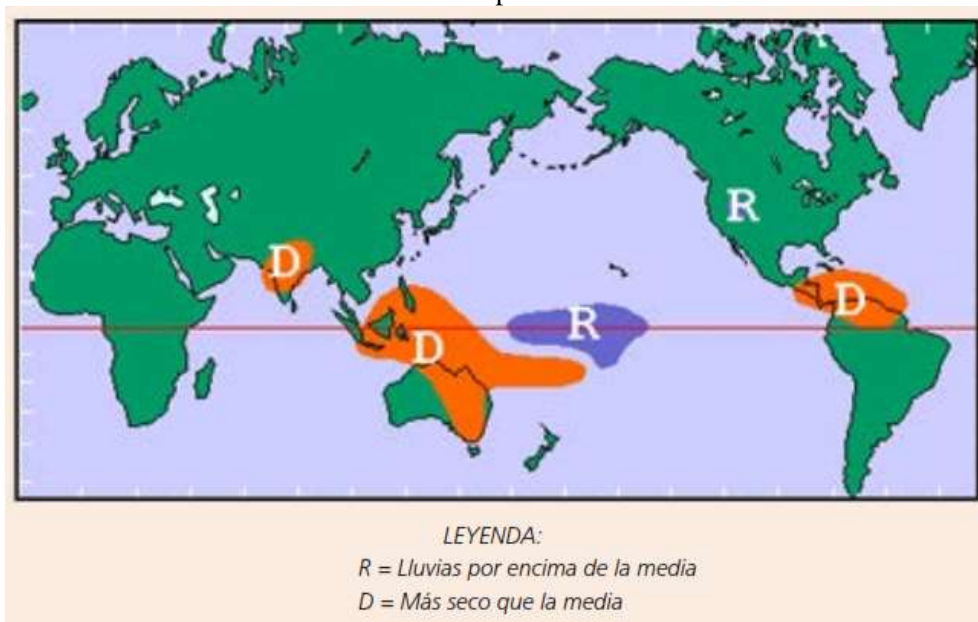 R
R
D
D
D
R
LEYENDA:
R = Lluvias por encima de la media
D = Más seco que la media